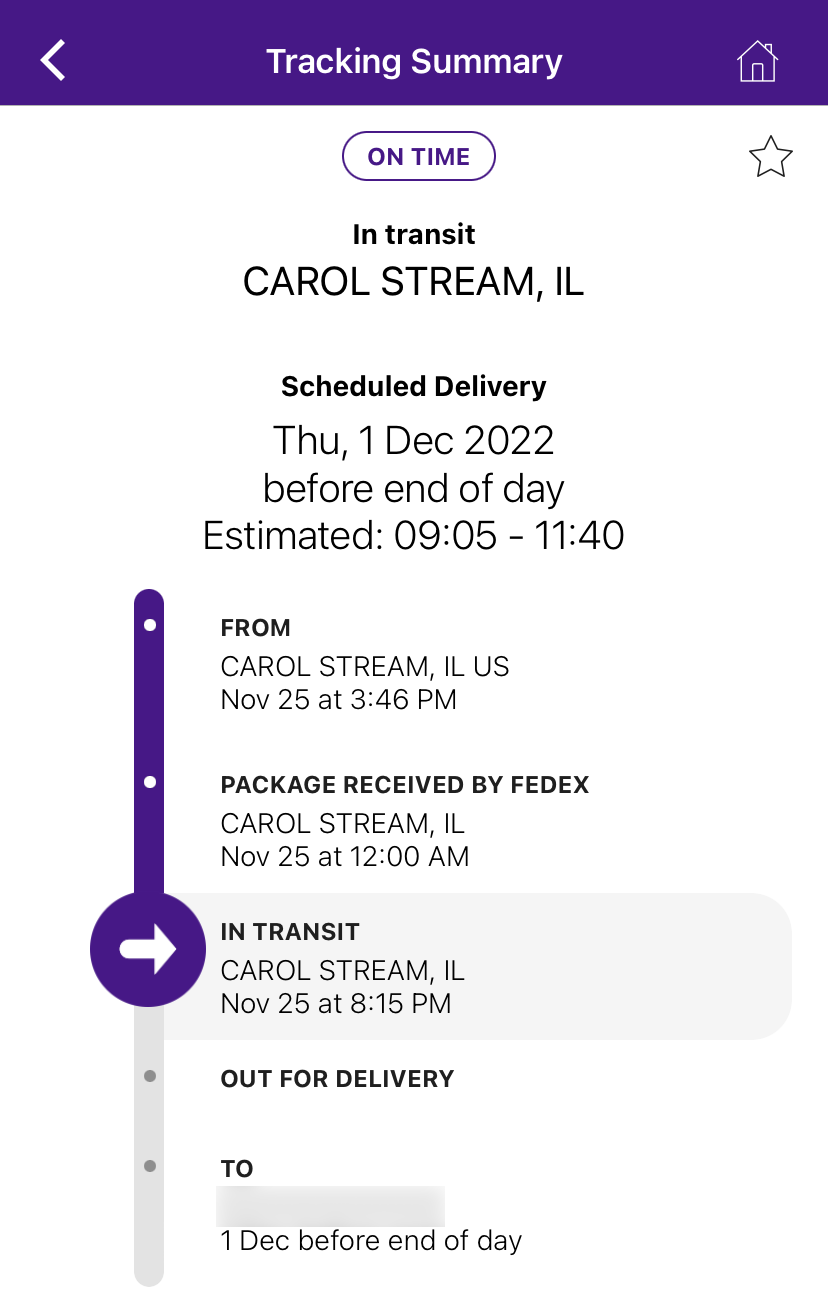 Tracking Summary
ON TIME
In transit
CAROL STREAM, IL
Scheduled Delivery
Thu, 1 Dec 2022
before end of day
Estimated: 09:05 - 11:40
FROM
CAROL STREAM, IL US
Nov 25 at 3:46 PM
PACKAGE RECEIVED BY FEDEX
CAROL STREAM, IL
Nov 25 at 12:00 AM
IN TRANSIT
CAROL STREAM, IL
Nov 25 at 8:15 PM
OUT FOR DELIVERY
TO
1 Dec before end of day